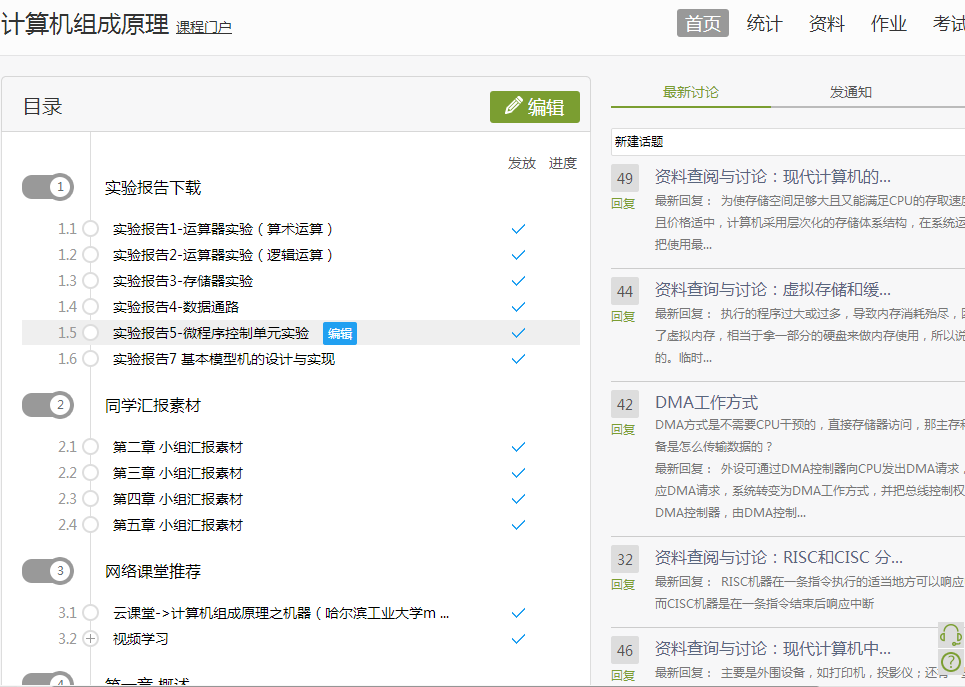 计算机组成原理 课程门户 首页 统计 资料 作业 考试
目录 编辑
发放 进度
1 实验报告下载
1.1 实验报告1-运算器实验（算术运算）
1.2 实验报告2-运算器实验（逻辑运算）
1.3 实验报告3-存储器实验
1.4 实验报告4-数据通路
1.5 实验报告5-微程序控制单元实验 编辑
1.6 实验报告7 基本模型机的设计与实现
2 同学汇报素材
2.1 第二章 小组汇报素材
2.2 第三章 小组汇报素材
2.3 第四章 小组汇报素材
2.4 第五章 小组汇报素材
3 网络课堂推荐
3.1 云课堂->计算机组成原理之机器（哈尔滨工业大学m ...
3.2 视频学习
4 第一章 概述
最新讨论 发通知
新建话题
49 资料查阅与讨论：现代计算机的...
回复 最新回复： 为使存储空间足够大且又能满足CPU的存取速度
且价格适中，计算机采用层次化的存储体系结构，在系统运
把使用最...
44 资料查询与讨论：虚拟存储和缓...
回复 最新回复： 执行的程序过大或过多，导致内存消耗殆尽，
了虚拟内存，相当于拿一部分的硬盘来做内存使用，所以说
的。临时...
42 DMA工作方式
回复 DMA方式是不需要CPU干预的，直接存储器访问，那主存和
备是怎么传输数据的？
最新回复： 外设可通过DMA控制器向CPU发出DMA请求，
应DMA请求，系统转变为DMA工作方式，并把总线控制权
DMA控制器，由DMA控制...
32 资料查阅与讨论：RISC和CISC 分...
回复 最新回复： RISC机器在一条指令执行的适当地方可以响应
而CISC机器是在一条指令结束后响应中断
46 资料查阅与讨论：现代计算机中...
回复 最新回复： 主要是外围设备，如打印机，投影仪；还有一